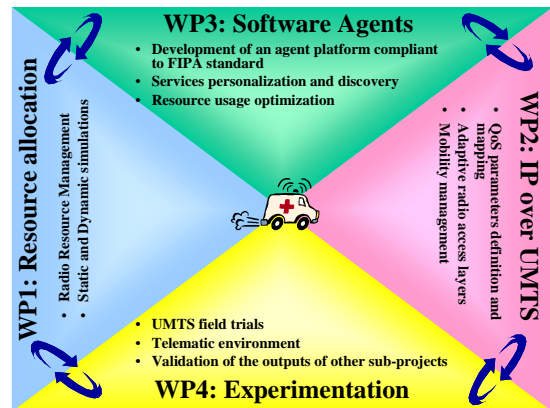 WP3: Software Agents
• Development of an agent platform compliant
to FIPA standard
• Services personalization and discovery
• Resource usage optimization
WP1: Resource allocation
• Radio Resource Management
• Static and Dynamic simulations
WP2: IP over UMTS
• QoS parameters definition and
mapping
• Adaptive radio access layers
• Mobility management
• UMTS field trials
• Telematic environment
• Validation of the outputs of other sub-projects
WP4: Experimentation